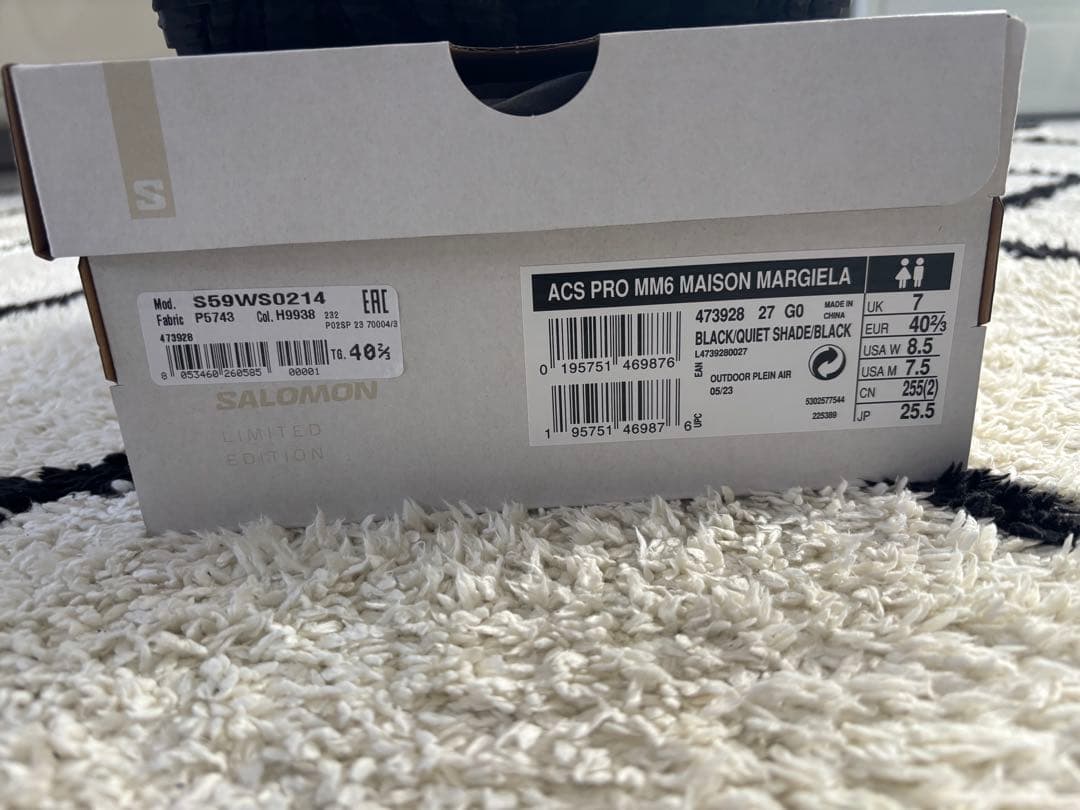 S
Mod. S59WS0214
Fabric P5743 Col. H9938 232
P02SP 23 70004/3
EAC
473928
8 053460 260585 00001
TG. 40⅔
SALOMON
LIMITED
EDITION
ACS PRO MM6 MAISON MARGIELA
473928 27 G0
MADE IN
CHINA
BLACK/QUIET SHADE/BLACK
L4739280027
0 195751 469876
EAN
OUTDOOR PLEIN AIR
05/23
5302577544
225389
1 95751 46987 6
UPC
UK 7
EUR 40⅔
USA W 8.5
USA M 7.5
CN 255(2)
JP 25.5